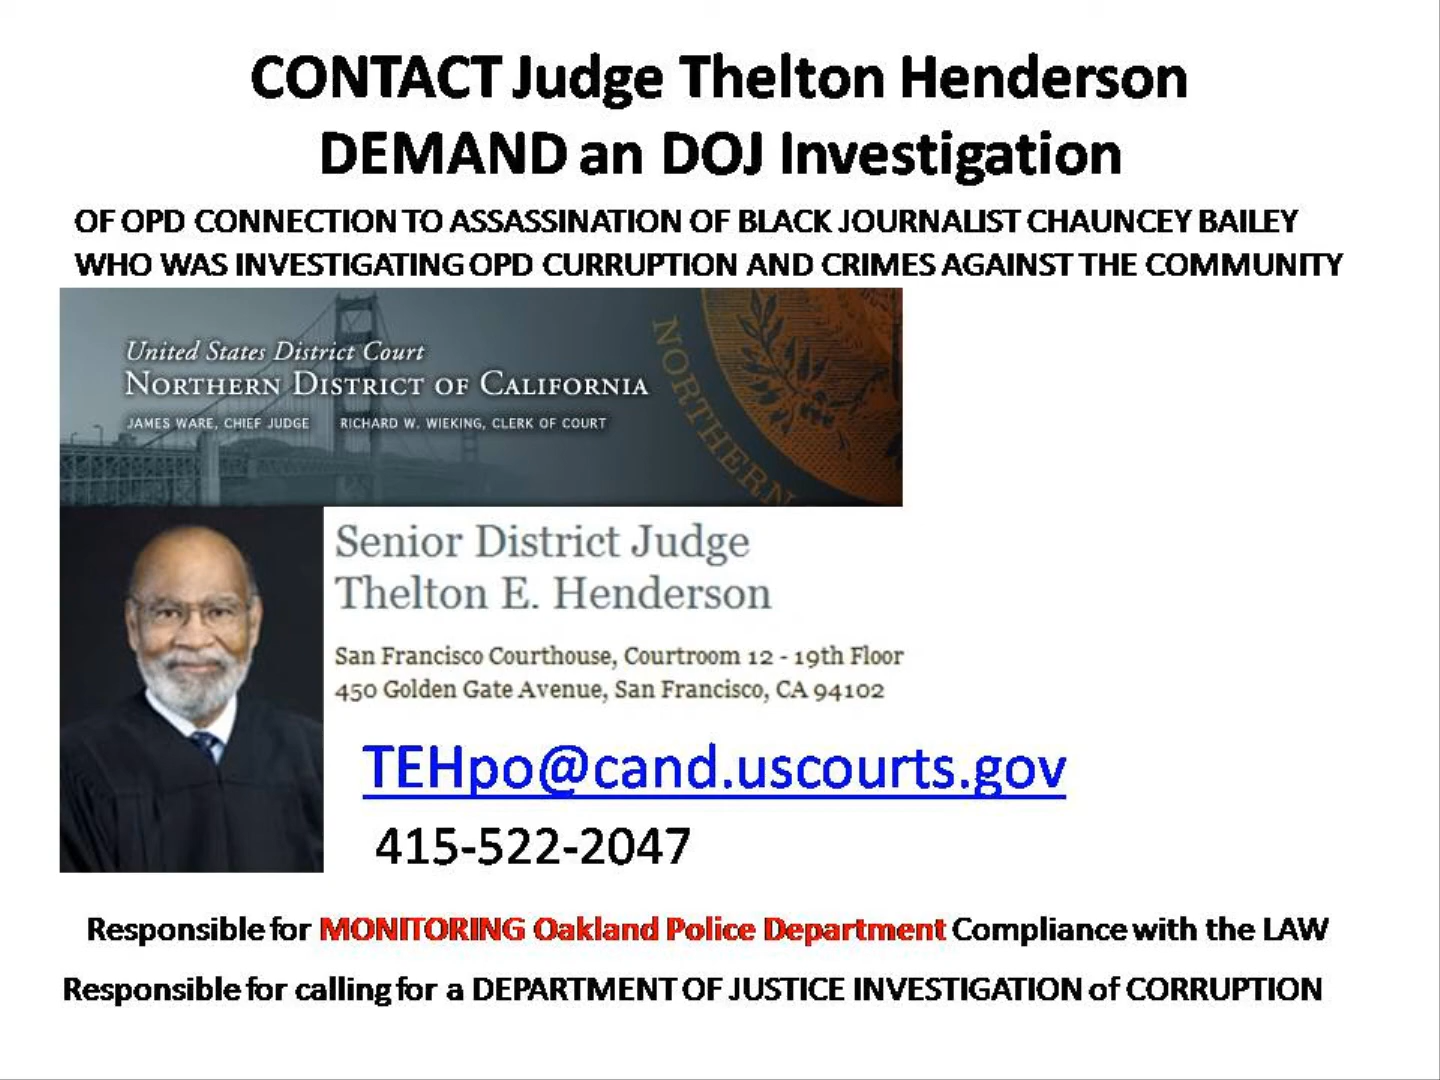 CONTACT Judge Thelton Henderson
DEMAND an DOJ Investigation
OF OPD CONNECTION TO ASSASSINATION OF BLACK JOURNALIST CHAUNCEY BAILEY
WHO WAS INVESTIGATING OPD CURRUPTION AND CRIMES AGAINST THE COMMUNITY
United States District Court
NORTHERN DISTRICT OF CALIFORNIA
JAMES WARE, CHIEF JUDGE RICHARD W. WIEKING, CLERK OF COURT
NORTHERN
Senior District Judge
Thelton E. Henderson
San Francisco Courthouse, Courtroom 12 - 19th Floor
450 Golden Gate Avenue, San Francisco, CA 94102
TEHpo@cand.uscourts.gov
415-522-2047
Responsible for MONITORING Oakland Police Department Compliance with the LAW
Responsible for calling for a DEPARTMENT OF JUSTICE INVESTIGATION of CORRUPTION